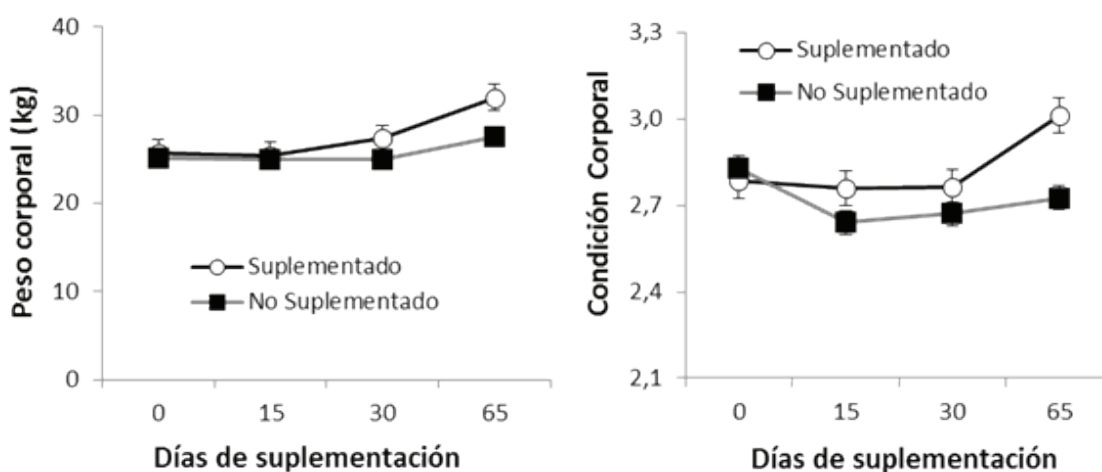 Peso corporal (kg)
40
30
20
10
0
Suplementado
No Suplementado
0 15 30 65
Días de suplementación
Condición Corporal
3,3
3,0
2,7
2,4
2,1
Suplementado
No Suplementado
0 15 30 65
Días de suplementación